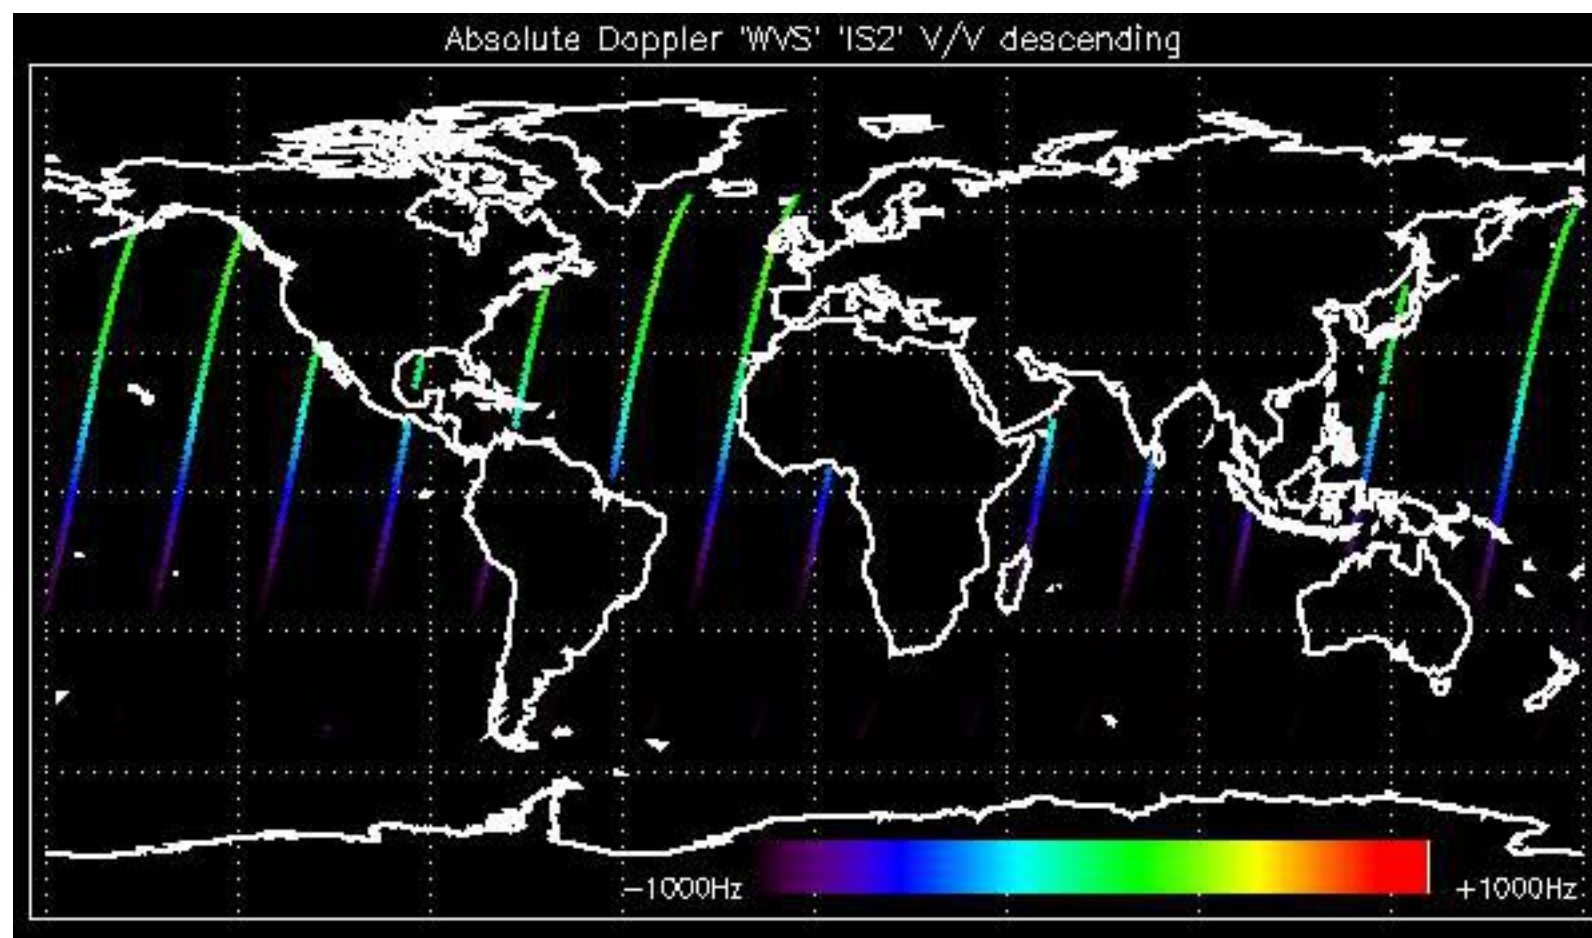 Absolute Doppler 'WVS' 'IS2' V/V descending
-1000Hz +1000Hz